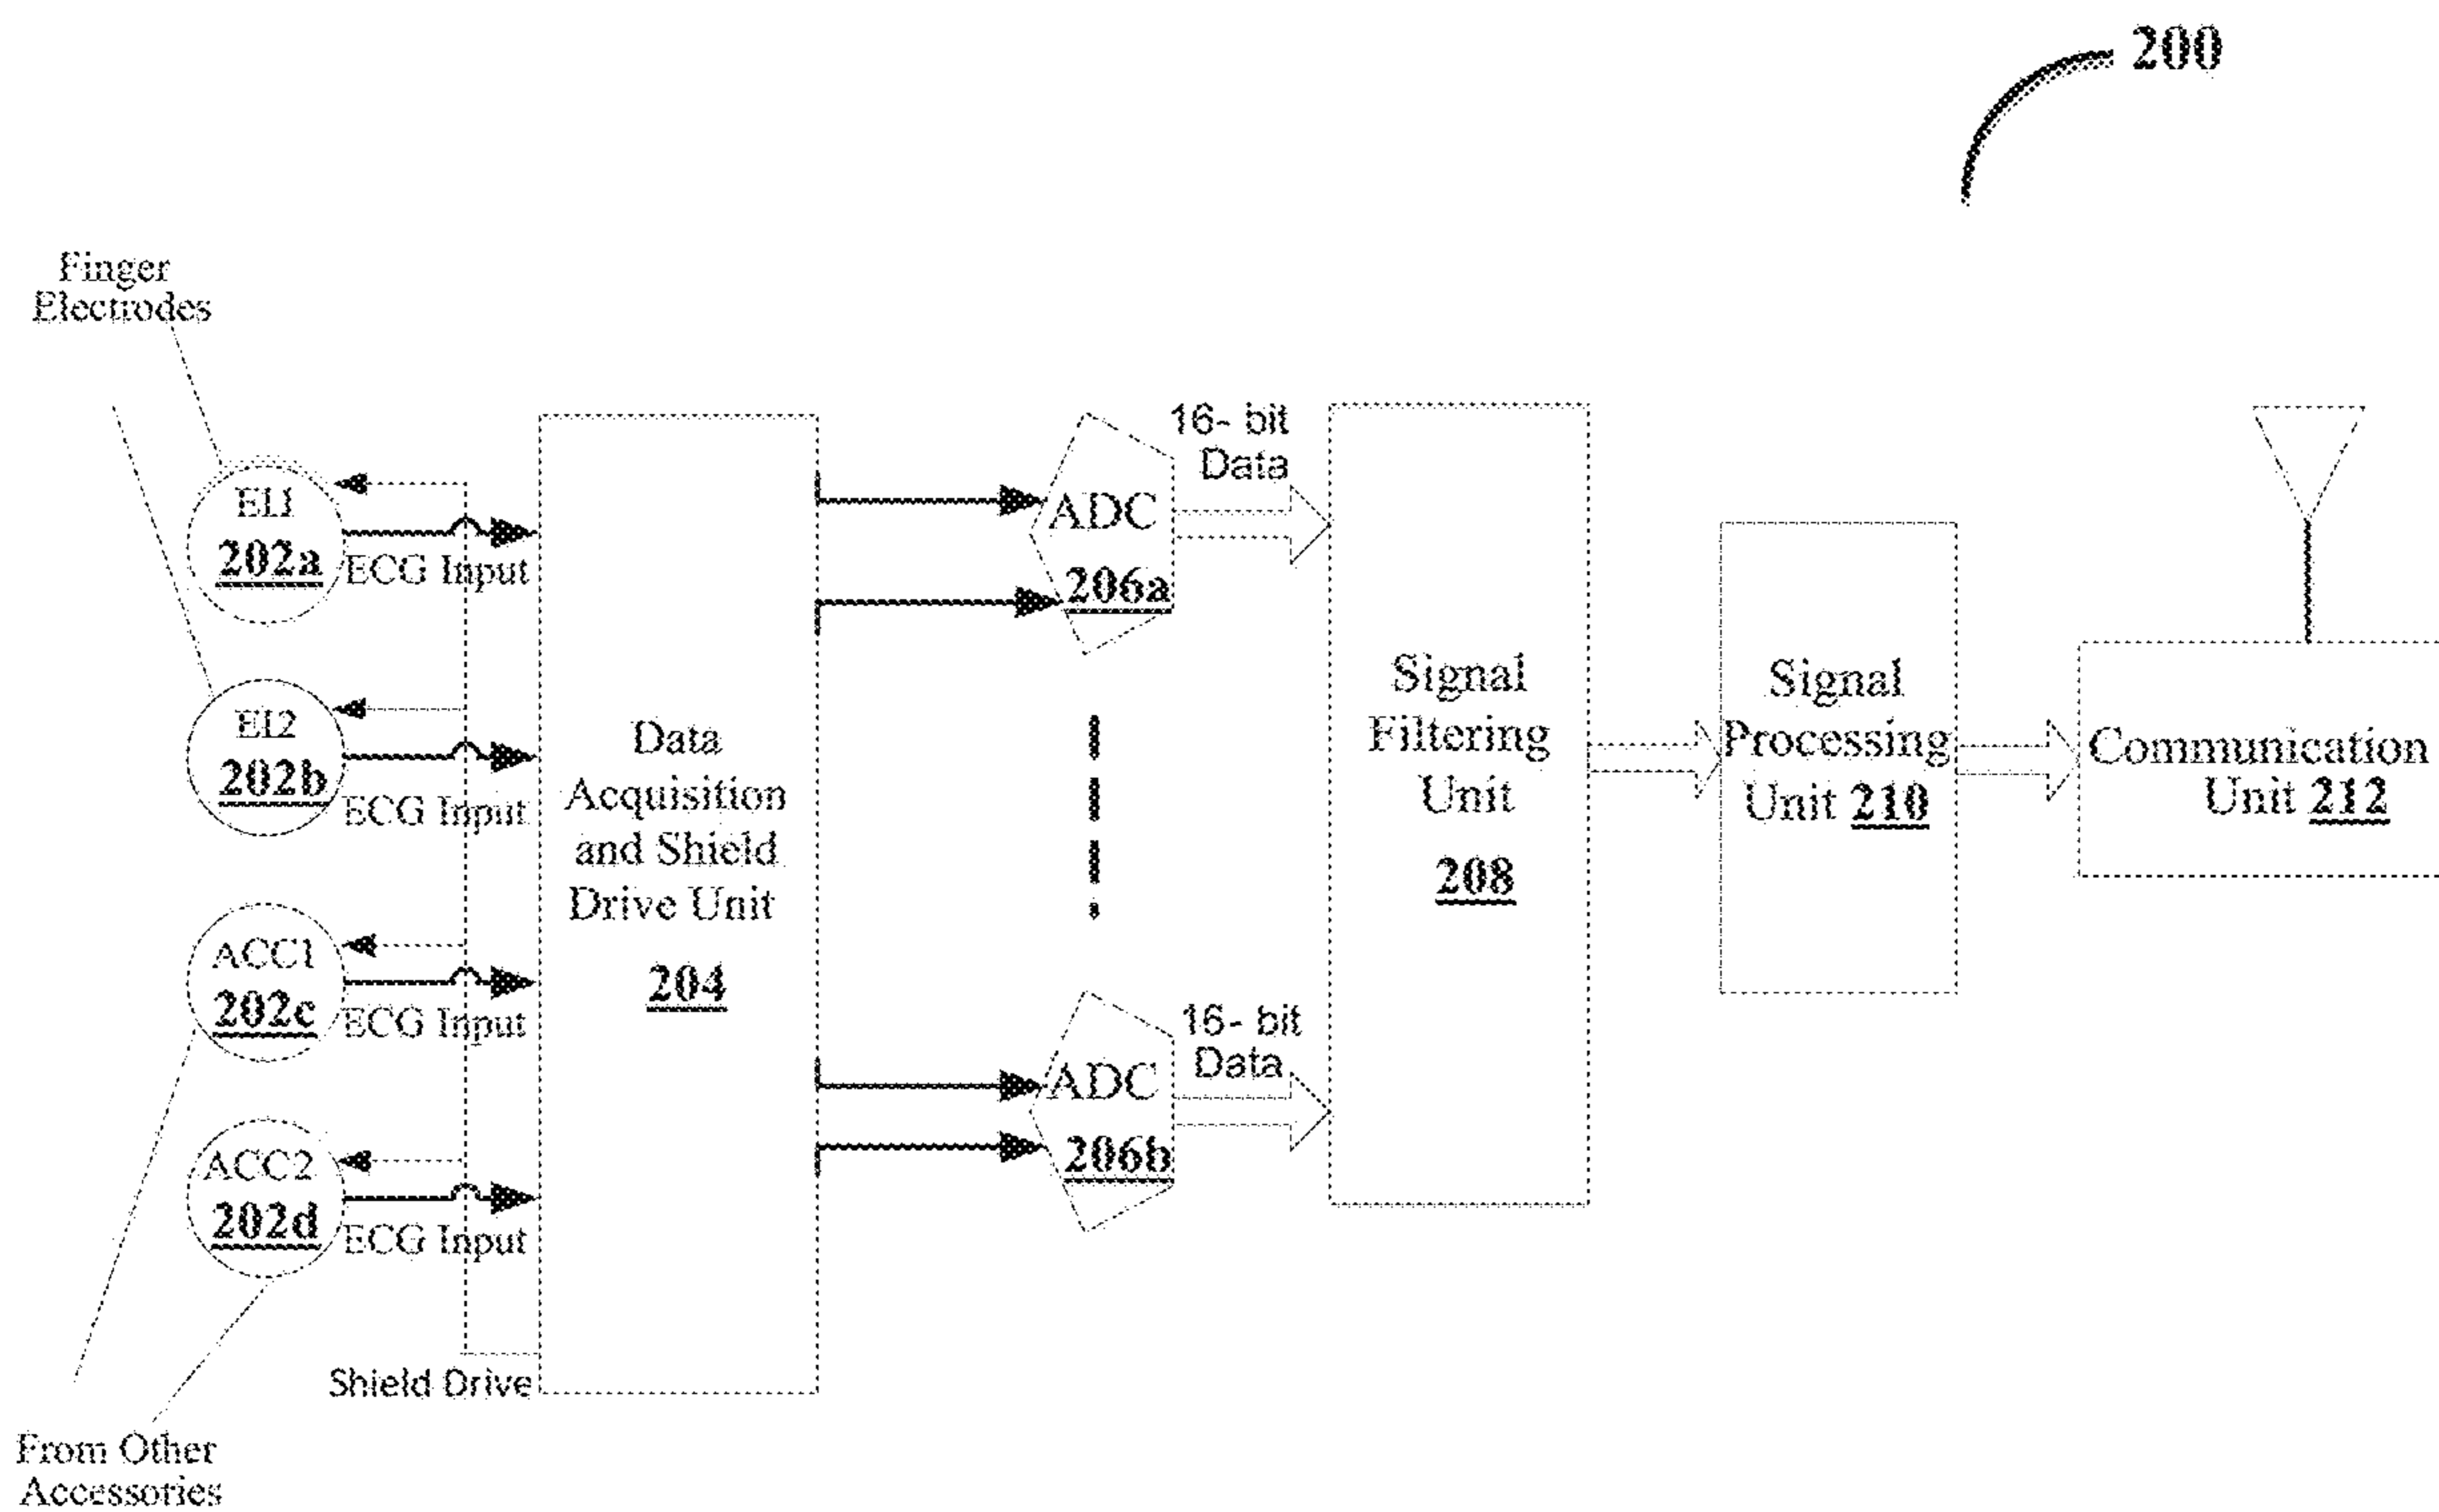 200
Finger
Electrodes
EL1
202a
ECG Input
EL2
202b
ECG Input
ACC1
202c
ECG Input
ACC2
202d
ECG Input
Shield Drive
From Other
Accessories
Data
Acquisition
and Shield
Drive Unit
204
ADC
206a
16- bit
Data
ADC
206b
16- bit
Data
Signal
Filtering
Unit
208
Signal
Processing
Unit 210
Communication
Unit 212